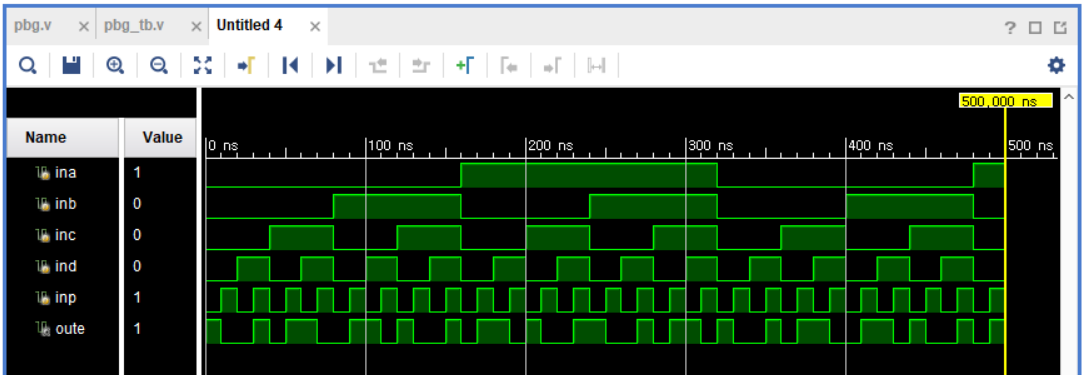 pbg.v × pbg_tb.v × Untitled 4 × ?
500,000 ns
Name Value
0 ns 100 ns 200 ns 300 ns 400 ns 500 ns
ina 1
inb 0
inc 0
ind 0
inp 1
oute 1